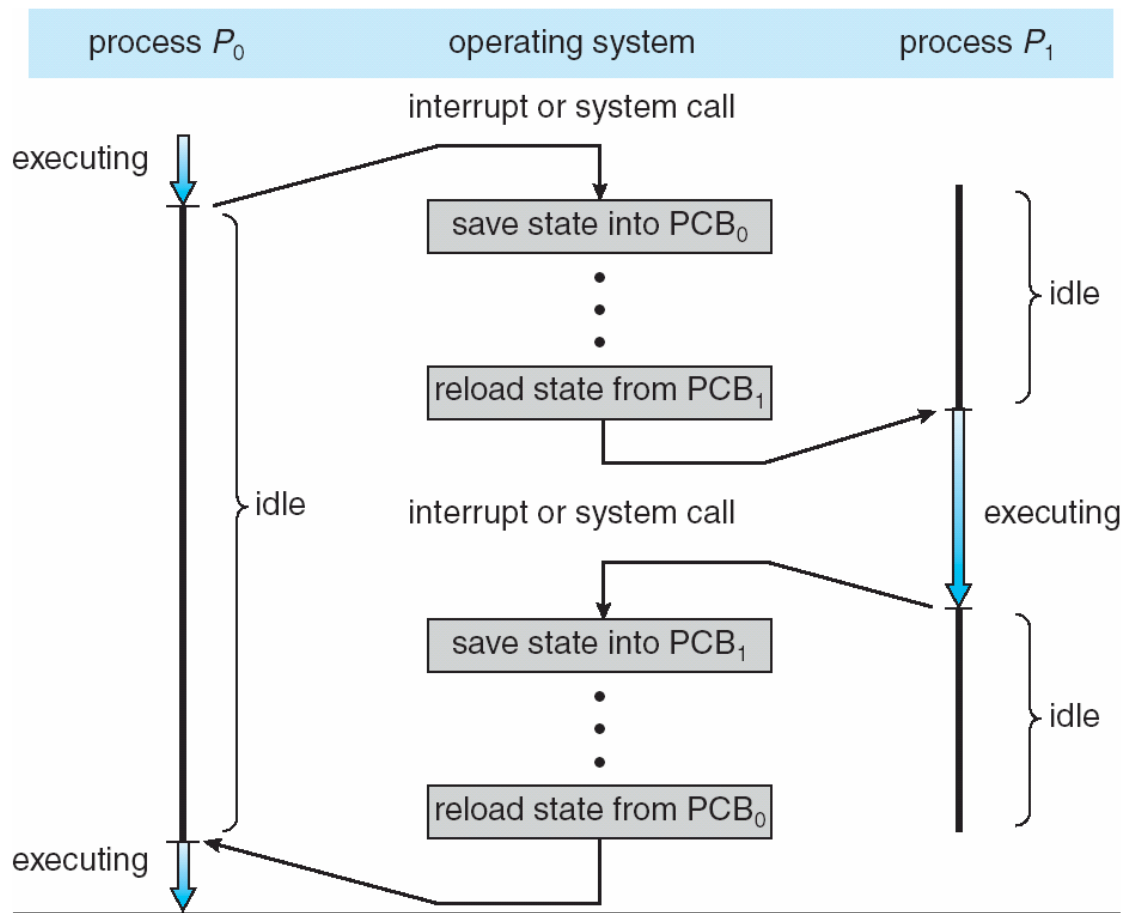 process P₀
operating system
process P₁
interrupt or system call
executing
save state into PCB₀
idle
reload state from PCB₁
idle
interrupt or system call
executing
save state into PCB₁
idle
reload state from PCB₀
executing